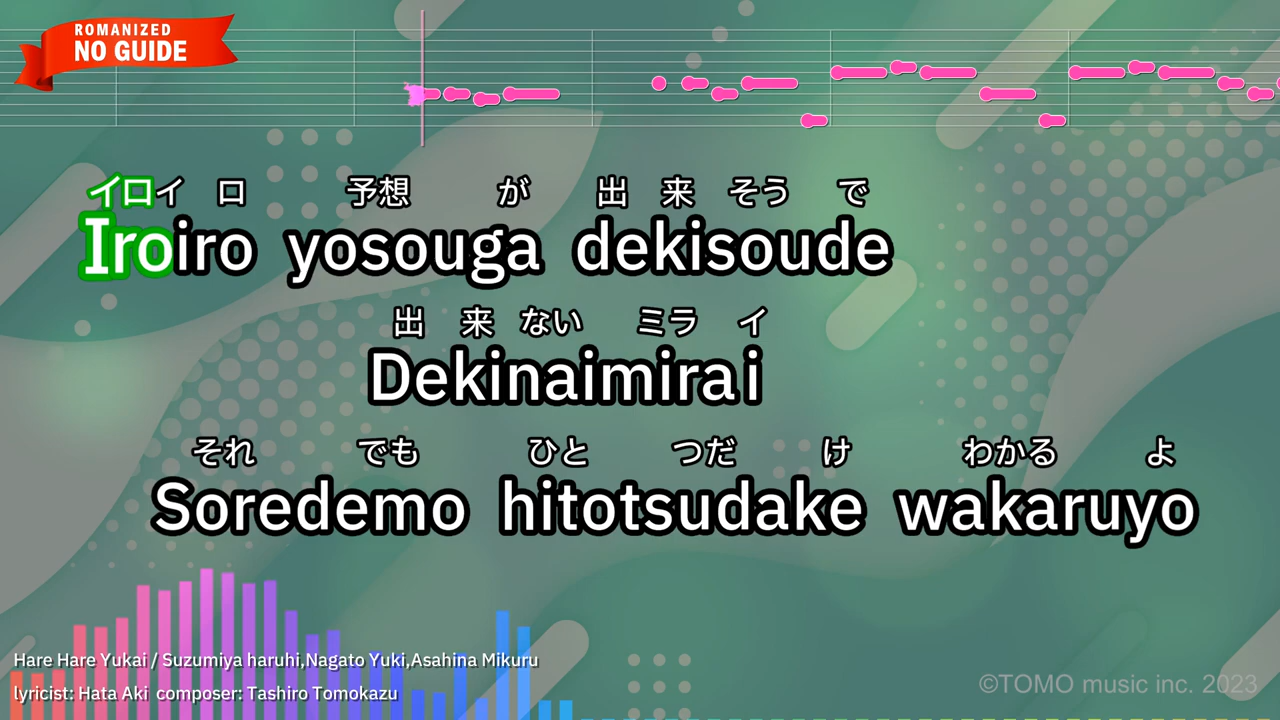 ROMANIZED
NO GUIDE
イロイ ロ 予想 が 出 来 そう で
Iroiro yosouga dekisoude
出 来 ない ミラ イ
Dekinaimirai
それ でも ひと つだ け わかる よ
Soredemo hitotsudake wakaruyo
Hare Hare Yukai / Suzumiya haruhi,Nagato Yuki,Asahina Mikuru
lyricist: Hata Aki composer: Tashiro Tomokazu
©TOMO music inc. 2023